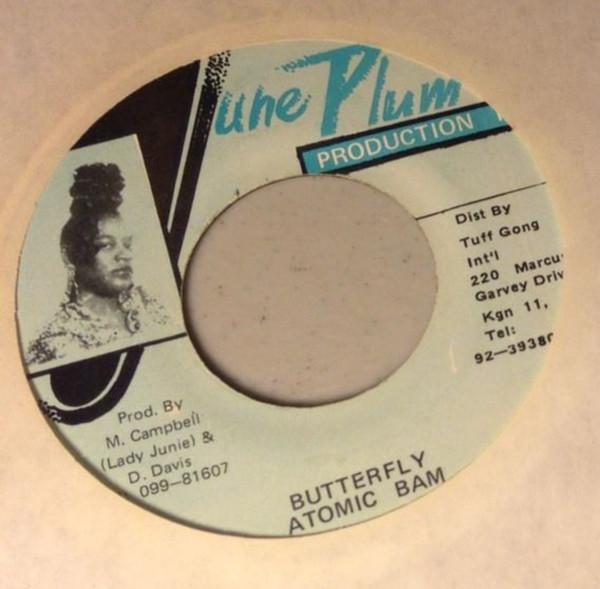 June Plum
PRODUCTION
Dist By
Tuff Gong
Int'l
220 Marcu
Garvey Driv
Kgn 11,
Tel:
92—3938
Prod. By
M. Campbell
(Lady Junie) &
D. Davis
099—81607
BUTTERFLY
ATOMIC BAM